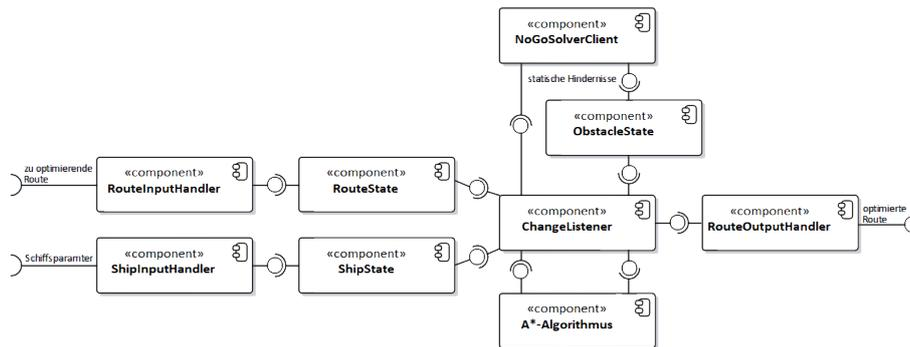 «component»
NoGoSolverClient
statische Hindernisse
«component»
ObstacleState
zu optimierende
Route
«component»
RouteInputHandler
«component»
RouteState
«component»
ChangeListener
«component»
RouteOutputHandler
optimierte
Route
Schiffsparamter
«component»
ShipInputHandler
«component»
ShipState
«component»
A*-Algorithmus